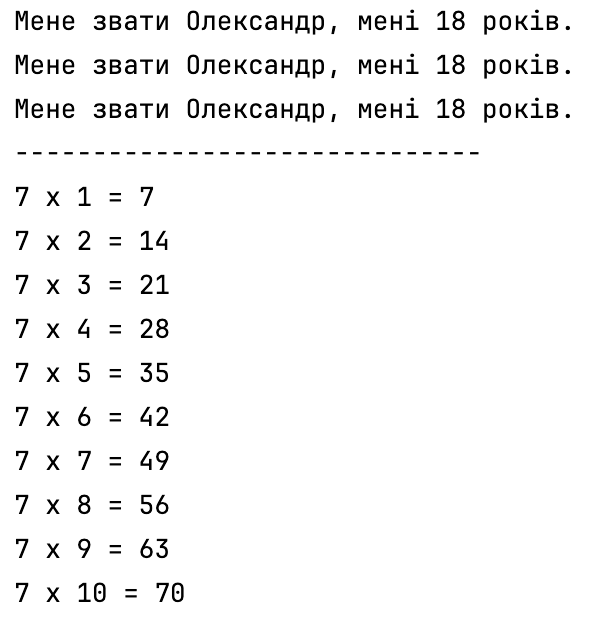 Мене звати Олександр, мені 18 років.
Мене звати Олександр, мені 18 років.
Мене звати Олександр, мені 18 років.
------------------------------
7 x 1 = 7
7 x 2 = 14
7 x 3 = 21
7 x 4 = 28
7 x 5 = 35
7 x 6 = 42
7 x 7 = 49
7 x 8 = 56
7 x 9 = 63
7 x 10 = 70